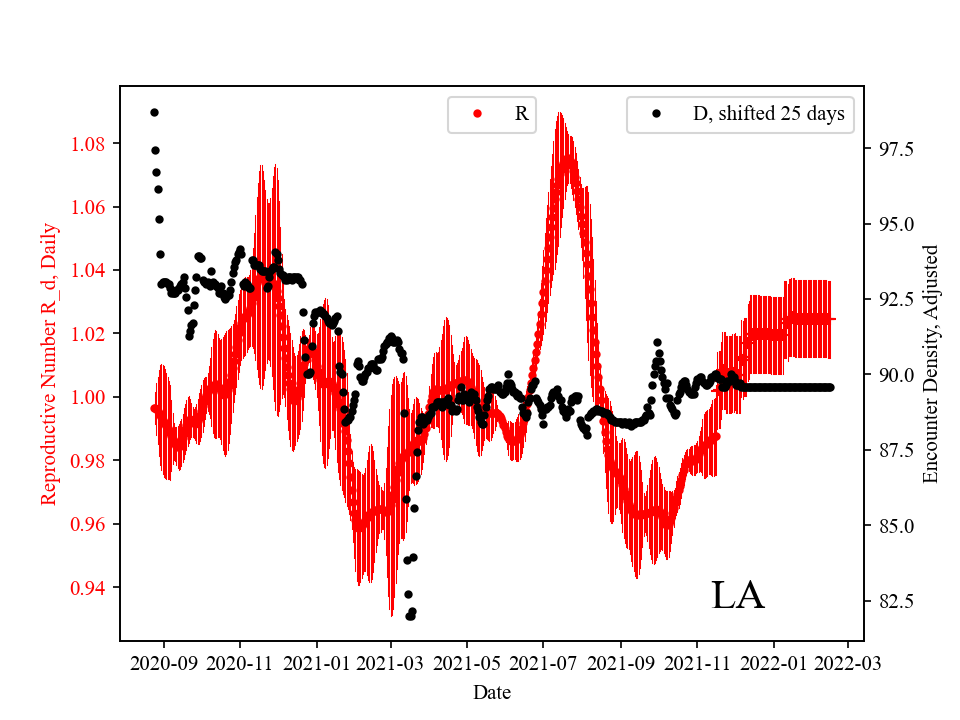 R
D, shifted 25 days
1.08
1.06
1.04
1.02
1.00
0.98
0.96
0.94
Reproductive Number R_d, Daily
97.5
95.0
92.5
90.0
87.5
85.0
82.5
Encounter Density, Adjusted
LA
2020-09 2020-11 2021-01 2021-03 2021-05 2021-07 2021-09 2021-11 2022-01 2022-03
Date